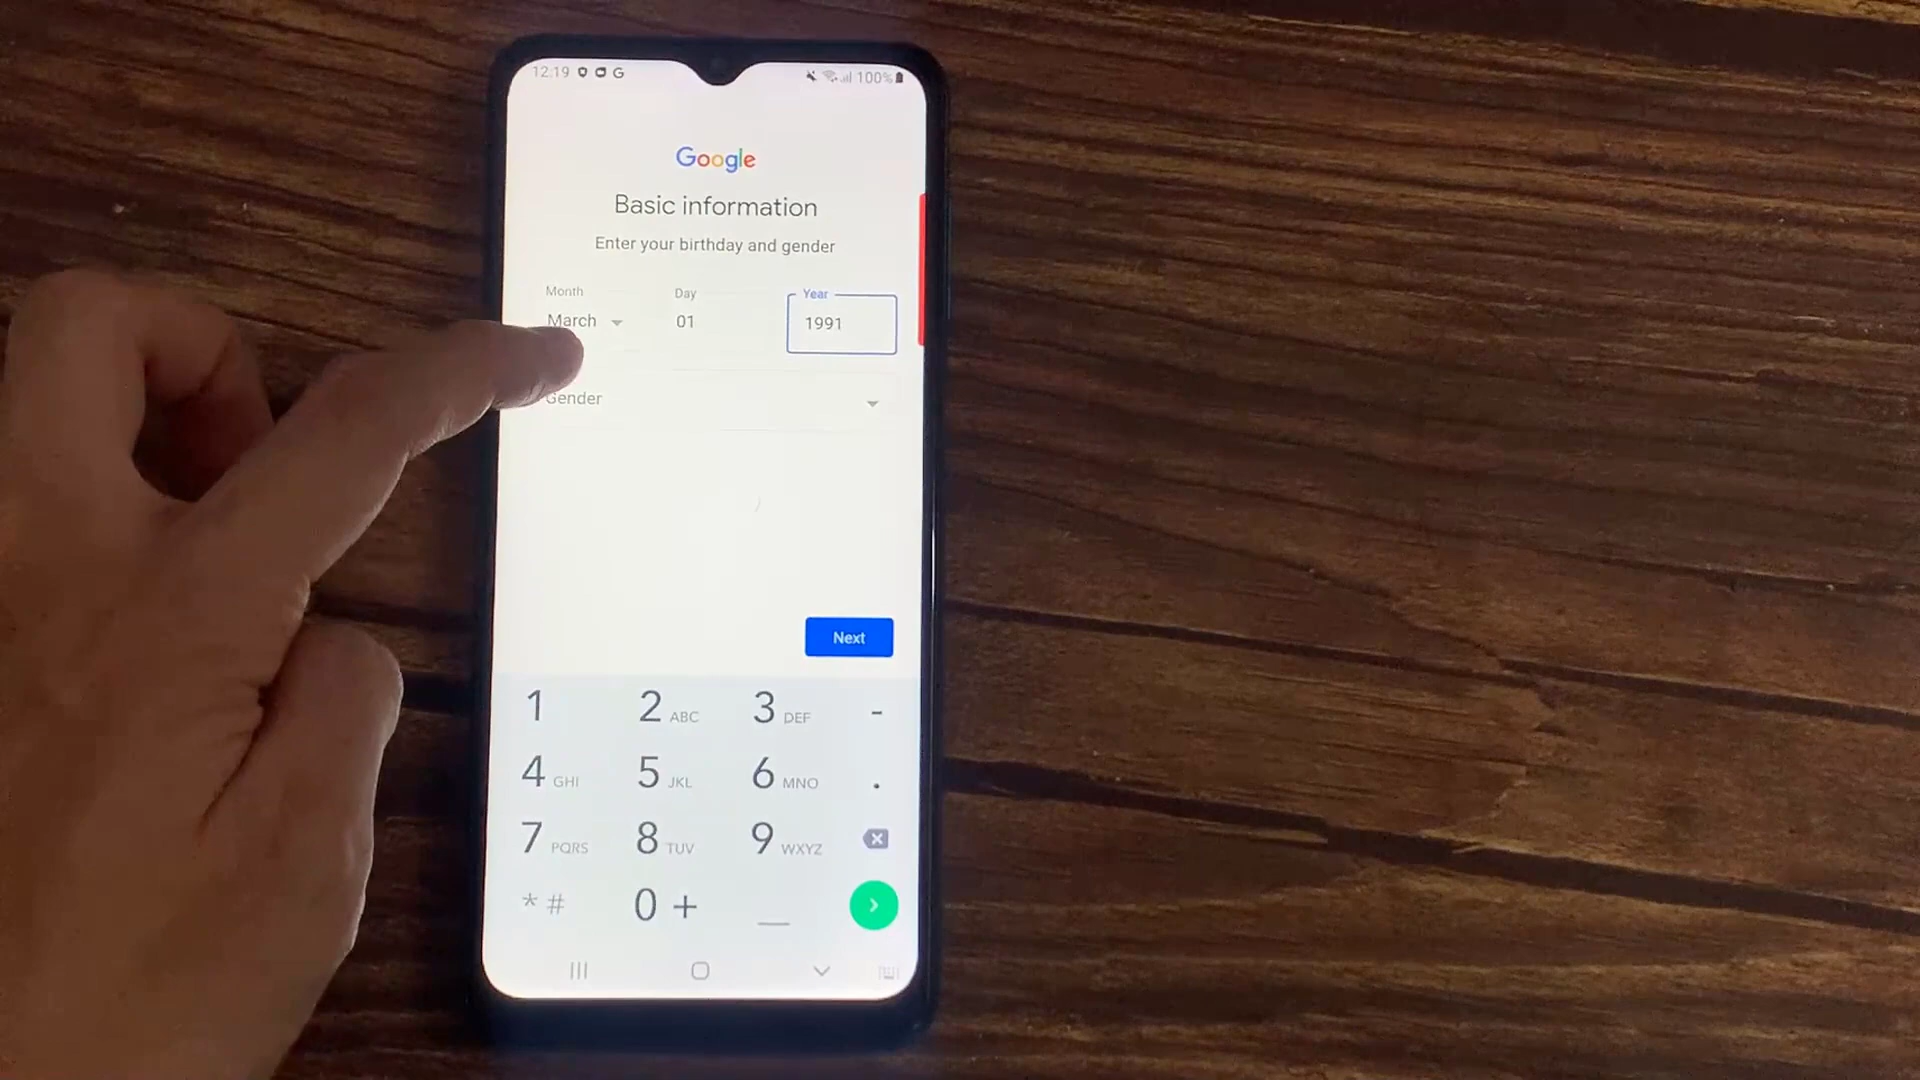 12.19 G 100%
Google
Basic information
Enter your birthday and gender
Month Day Year
March 01 1991
Gender
Next
1 2 ABC 3 DEF -
4 GHI 5 JKL 6 MNO .
7 PQRS 8 TUV 9 WXYZ
* # 0 +